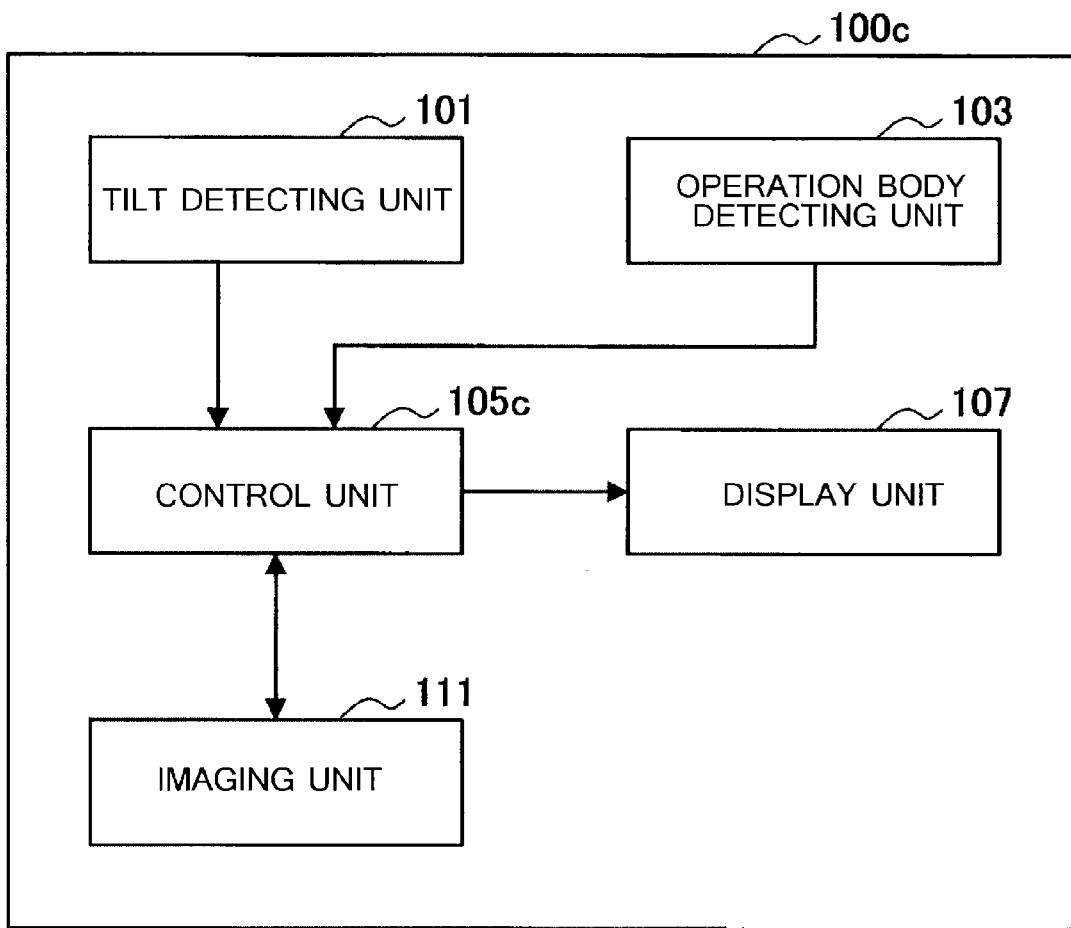 100c
101
103
TILT DETECTING UNIT
OPERATION BODY
DETECTING UNIT
105c
107
CONTROL UNIT
DISPLAY UNIT
111
IMAGING UNIT